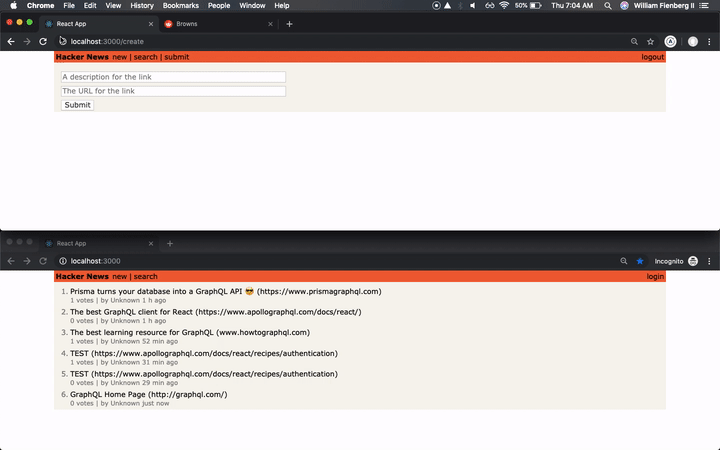 Chrome File Edit View History Bookmarks People Window Help 50% Thu 7:04 AM William Fienberg II
React App Browns
localhost:3000/create
Hacker News new | search | submit logout
A description for the link
The URL for the link
Submit
React App
localhost:3000 Incognito
Hacker News new | search login
1. Prisma turns your database into a GraphQL API 😎 (https://www.prismagraphql.com)
1 votes | by Unknown 1 h ago
2. The best GraphQL client for React (https://www.apollographql.com/docs/react/)
0 votes | by Unknown 1 h ago
3. The best learning resource for GraphQL (www.howtographql.com)
1 votes | by Unknown 52 min ago
4. TEST (https://www.apollographql.com/docs/react/recipes/authentication)
1 votes | by Unknown 31 min ago
5. TEST (https://www.apollographql.com/docs/react/recipes/authentication)
0 votes | by Unknown 29 min ago
6. GraphQL Home Page (http://graphql.com/)
0 votes | by Unknown just now